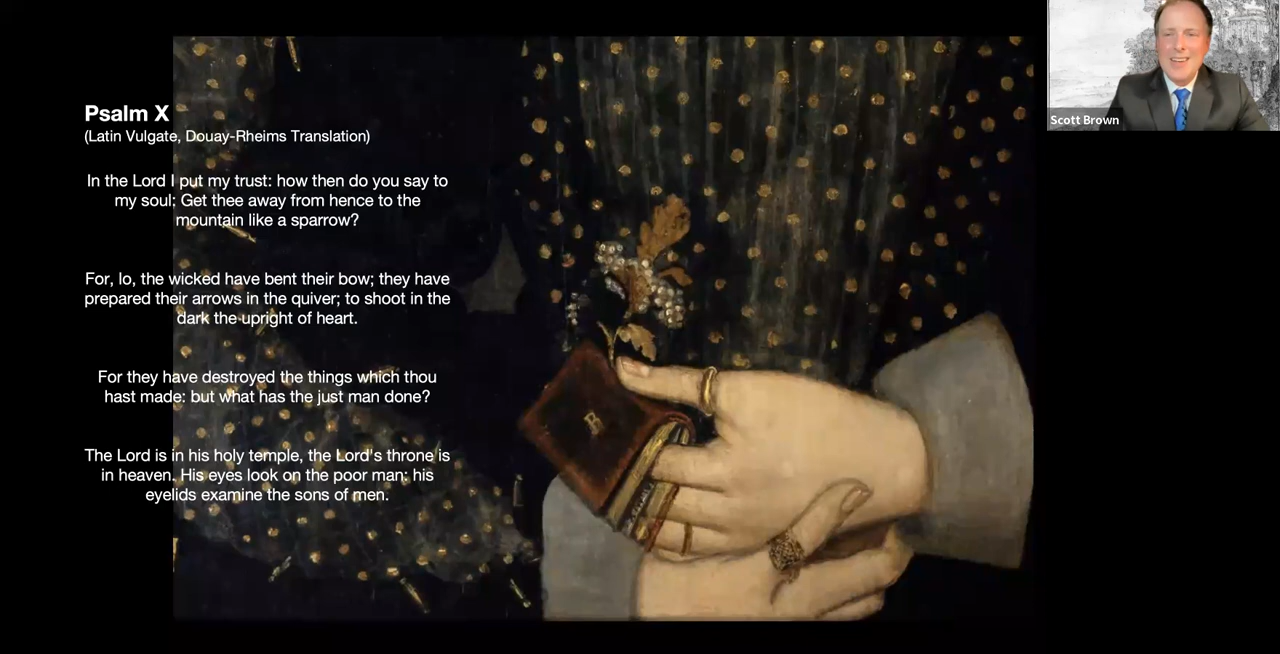 Psalm X
(Latin Vulgate, Douay-Rheims Translation)
In the Lord I put my trust: how then do you say to
my soul: Get thee away from hence to the
mountain like a sparrow?
For, lo, the wicked have bent their bow; they have
prepared their arrows in the quiver; to shoot in the
dark the upright of heart.
For they have destroyed the things which thou
hast made: but what has the just man done?
The Lord is in his holy temple, the Lord's throne is
in heaven. His eyes look on the poor man: his
eyelids examine the sons of men.
Scott Brown